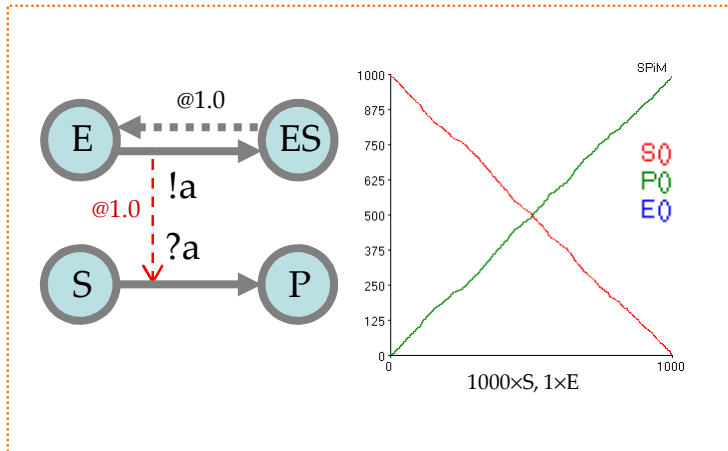 @1.0
E
ES
!a
@1.0
?a
S
P
SPiM
1000
875
750
625
500
375
250
125
0
0
1000
S()
P()
E()
1000×S, 1×E